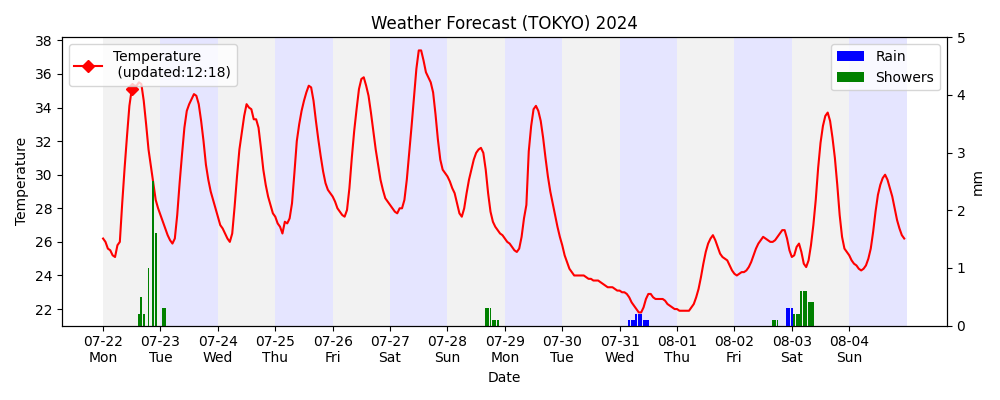 Weather Forecast (TOKYO) 2024
Temperature
(updated:12:18)
Rain
Showers
Temperature
38
36
34
32
30
28
26
24
22
5
4
3
2
1
0
mm
07-22 07-23 07-24 07-25 07-26 07-27 07-28 07-29 07-30 07-31 08-01 08-02 08-03 08-04
Mon Tue Wed Thu Fri Sat Sun Mon Tue Wed Thu Fri Sat Sun
Date